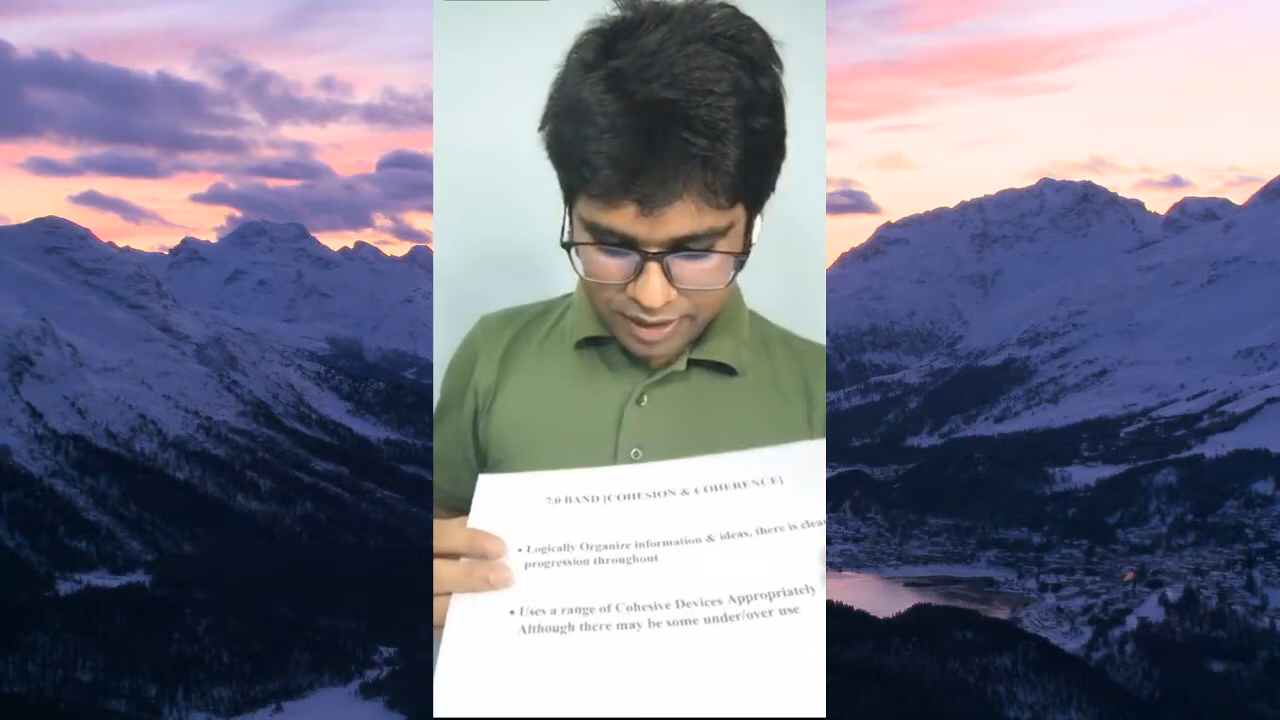 7.0 BAND [COHESION & COHERENCE]
• Logically Organize information & ideas, there is clear
progression throughout
• Uses a range of Cohesive Devices Appropriately
Although there may be some under/over use